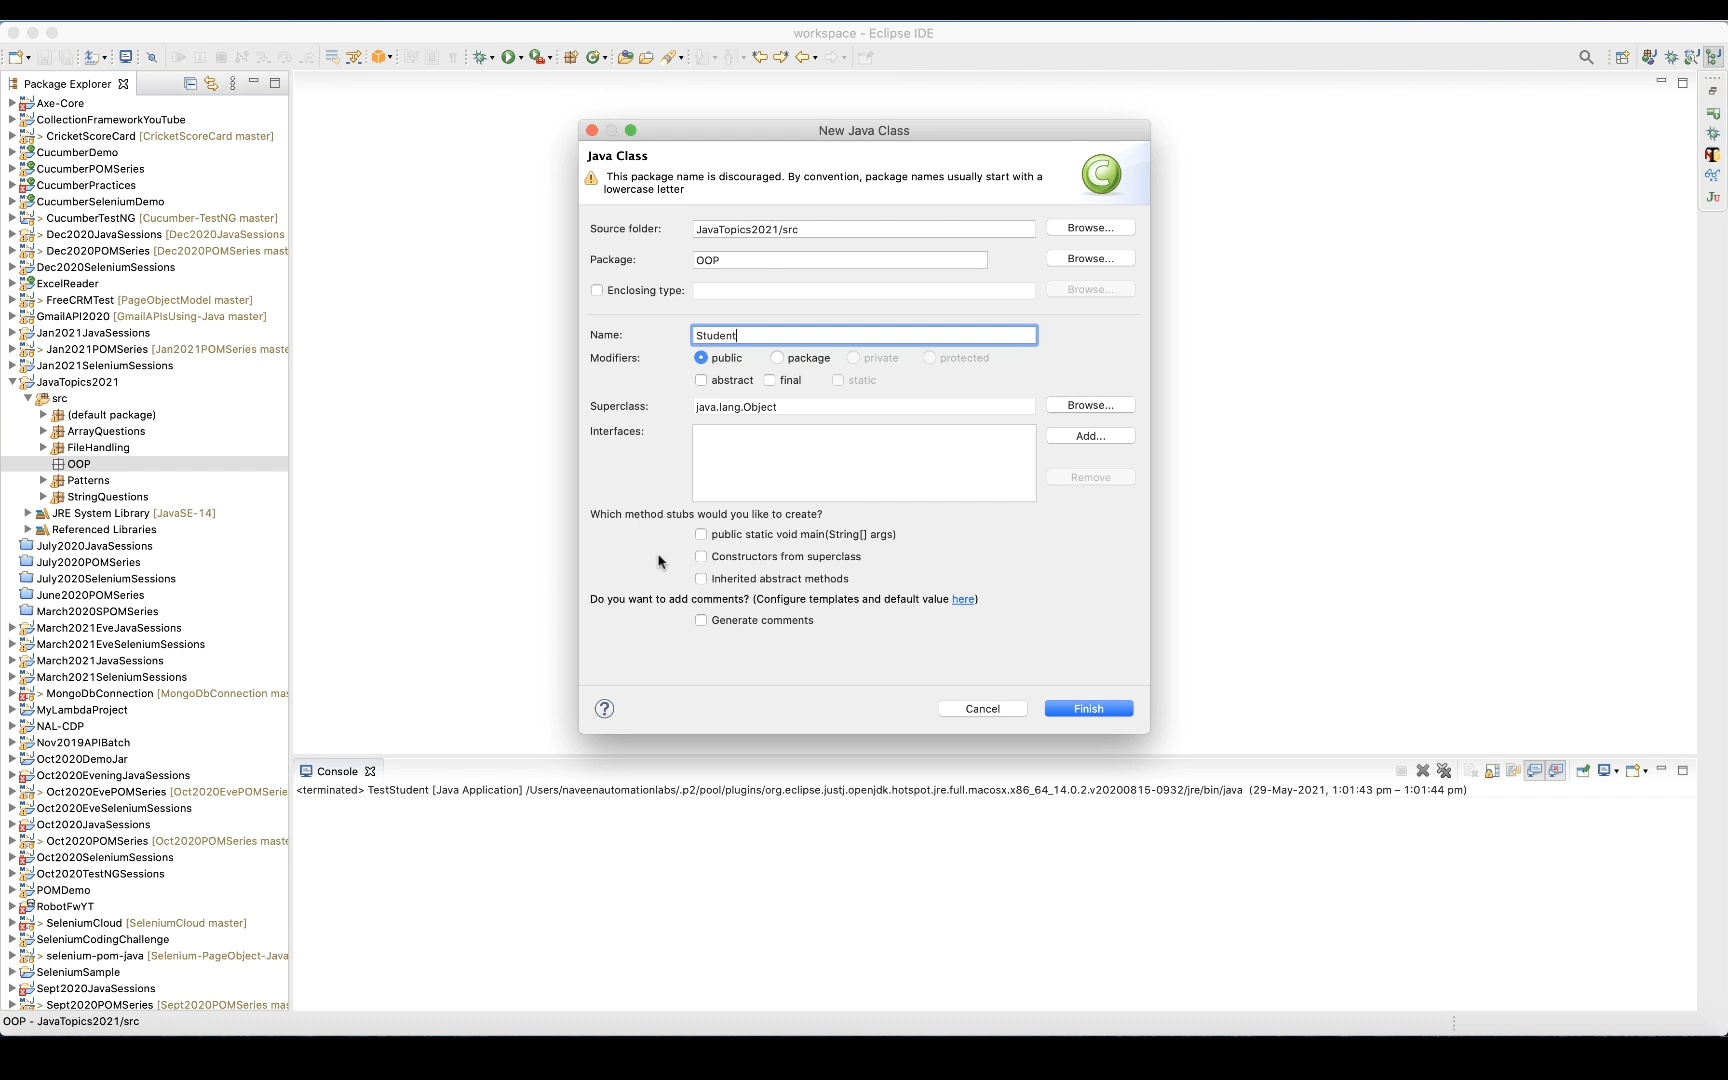 workspace - Eclipse IDE
Package Explorer
Axe-Core
CollectionFrameworkYouTube
> CricketScoreCard [CricketScoreCard master]
CucumberDemo
CucumberPOMSeries
CucumberPractices
CucumberSeleniumDemo
> CucumberTestNG [Cucumber-TestNG master]
> Dec2020JavaSessions [Dec2020JavaSessions
> Dec2020POMSeries [Dec2020POMSeries mast
Dec2020SeleniumSessions
ExcelReader
> FreeCRMTest [PageObjectModel master]
GmailAPI2020 [GmailAPIsUsing-Java master]
Jan2021JavaSessions
> Jan2021POMSeries [Jan2021POMSeries maste
Jan2021SeleniumSessions
JavaTopics2021
src
(default package)
ArrayQuestions
FileHandling
OOP
Patterns
StringQuestions
JRE System Library [JavaSE-14]
Referenced Libraries
July2020JavaSessions
July2020POMSeries
July2020SeleniumSessions
June2020POMSeries
March2020SPOMSeries
March2021EveJavaSessions
March2021EveSeleniumSessions
March2021JavaSessions
March2021SeleniumSessions
> MongoDbConnection [MongoDbConnection mas
MyLambdaProject
NAL-CDP
Nov2019APIBatch
Oct2020DemoJar
Oct2020EveningJavaSessions
> Oct2020EvePOMSeries [Oct2020EvePOMSerie
Oct2020EveSeleniumSessions
Oct2020JavaSessions
> Oct2020POMSeries [Oct2020POMSeries maste
Oct2020SeleniumSessions
Oct2020TestNGSessions
POMDemo
RobotFwYT
> SeleniumCloud [SeleniumCloud master]
SeleniumCodingChallenge
> selenium-pom-java [Selenium-PageObject-Java
SeleniumSample
Sept2020JavaSessions
> Sept2020POMSeries [Sept2020POMSeries mas
OOP - JavaTopics2021/src
New Java Class
Java Class
This package name is discouraged. By convention, package names usually start with a
lowercase letter
Source folder: JavaTopics2021/src Browse...
Package: OOP Browse...
Enclosing type: Browse...
Name: Student
Modifiers: public package private protected
abstract final static
Superclass: java.lang.Object Browse...
Interfaces: Add...
Remove
Which method stubs would you like to create?
public static void main(String[] args)
Constructors from superclass
Inherited abstract methods
Do you want to add comments? (Configure templates and default value here)
Generate comments
? Cancel Finish
Console
<terminated> TestStudent [Java Application] /Users/naveenautomationlabs/.p2/pool/plugins/org.eclipse.justj.openjdk.hotspot.jre.full.macosx.x86_64_14.0.2.v20200815-0932/jre/bin/java (29-May-2021, 1:01:43 pm – 1:01:44 pm)